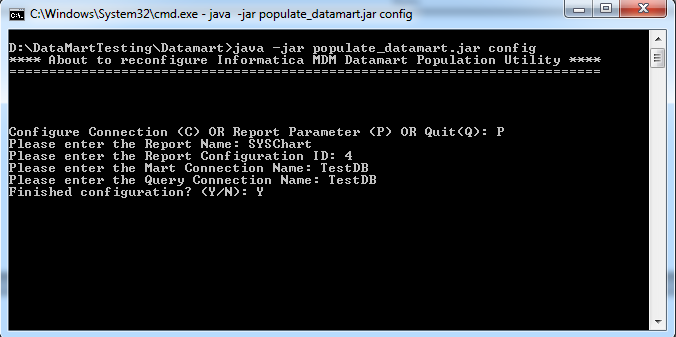 C:\Windows\System32\cmd.exe - java -jar populate_datamart.jar config
D:\DataMartTesting\Datamart>java -jar populate_datamart.jar config
**** About to reconfigure Informatica MDM Datamart Population Utility ****
===========================================================================
Configure Connection (C) OR Report Parameter (P) OR Quit(Q): P
Please enter the Report Name: SYSChart
Please enter the Report Configuration ID: 4
Please enter the Mart Connection Name: TestDB
Please enter the Query Connection Name: TestDB
Finished configuration? (Y/N): Y